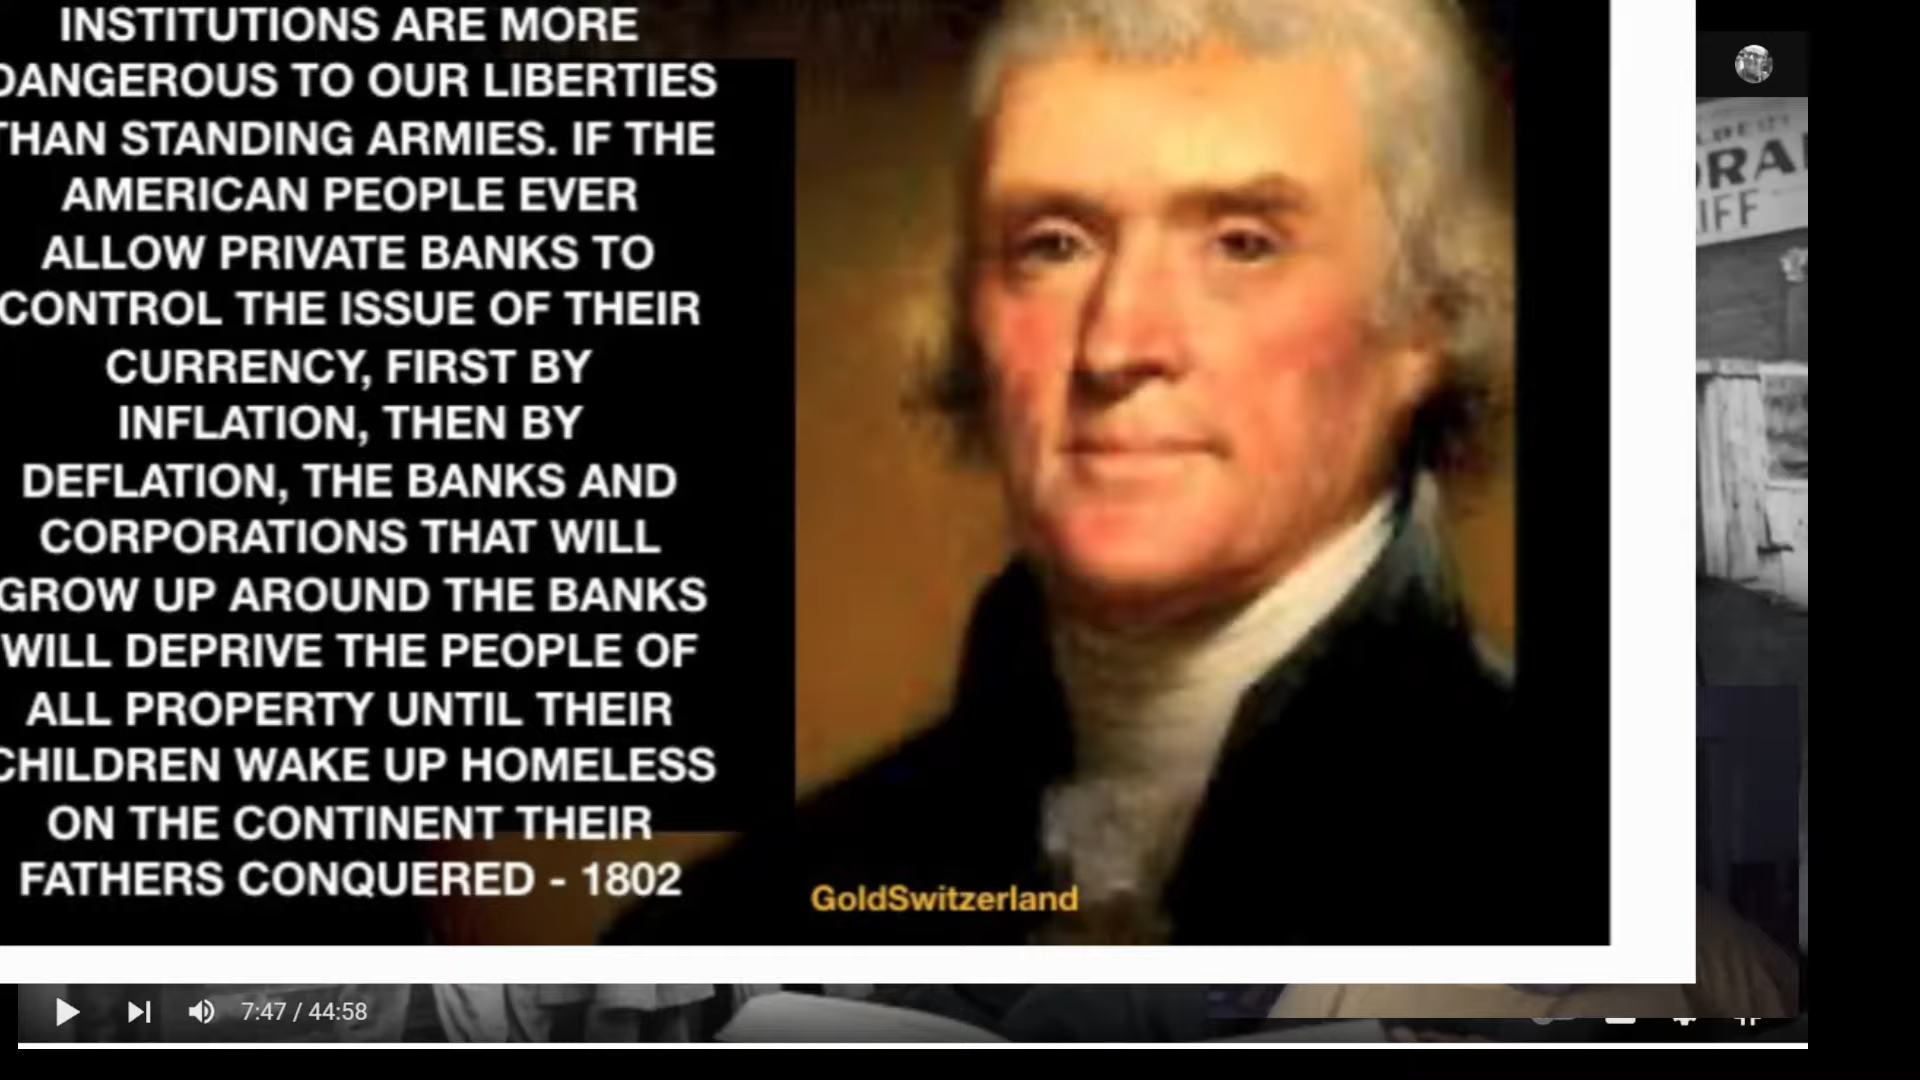 INSTITUTIONS ARE MORE
DANGEROUS TO OUR LIBERTIES
THAN STANDING ARMIES. IF THE
AMERICAN PEOPLE EVER
ALLOW PRIVATE BANKS TO
CONTROL THE ISSUE OF THEIR
CURRENCY, FIRST BY
INFLATION, THEN BY
DEFLATION, THE BANKS AND
CORPORATIONS THAT WILL
GROW UP AROUND THE BANKS
WILL DEPRIVE THE PEOPLE OF
ALL PROPERTY UNTIL THEIR
CHILDREN WAKE UP HOMELESS
ON THE CONTINENT THEIR
FATHERS CONQUERED - 1802
GoldSwitzerland
7:47 / 44:58